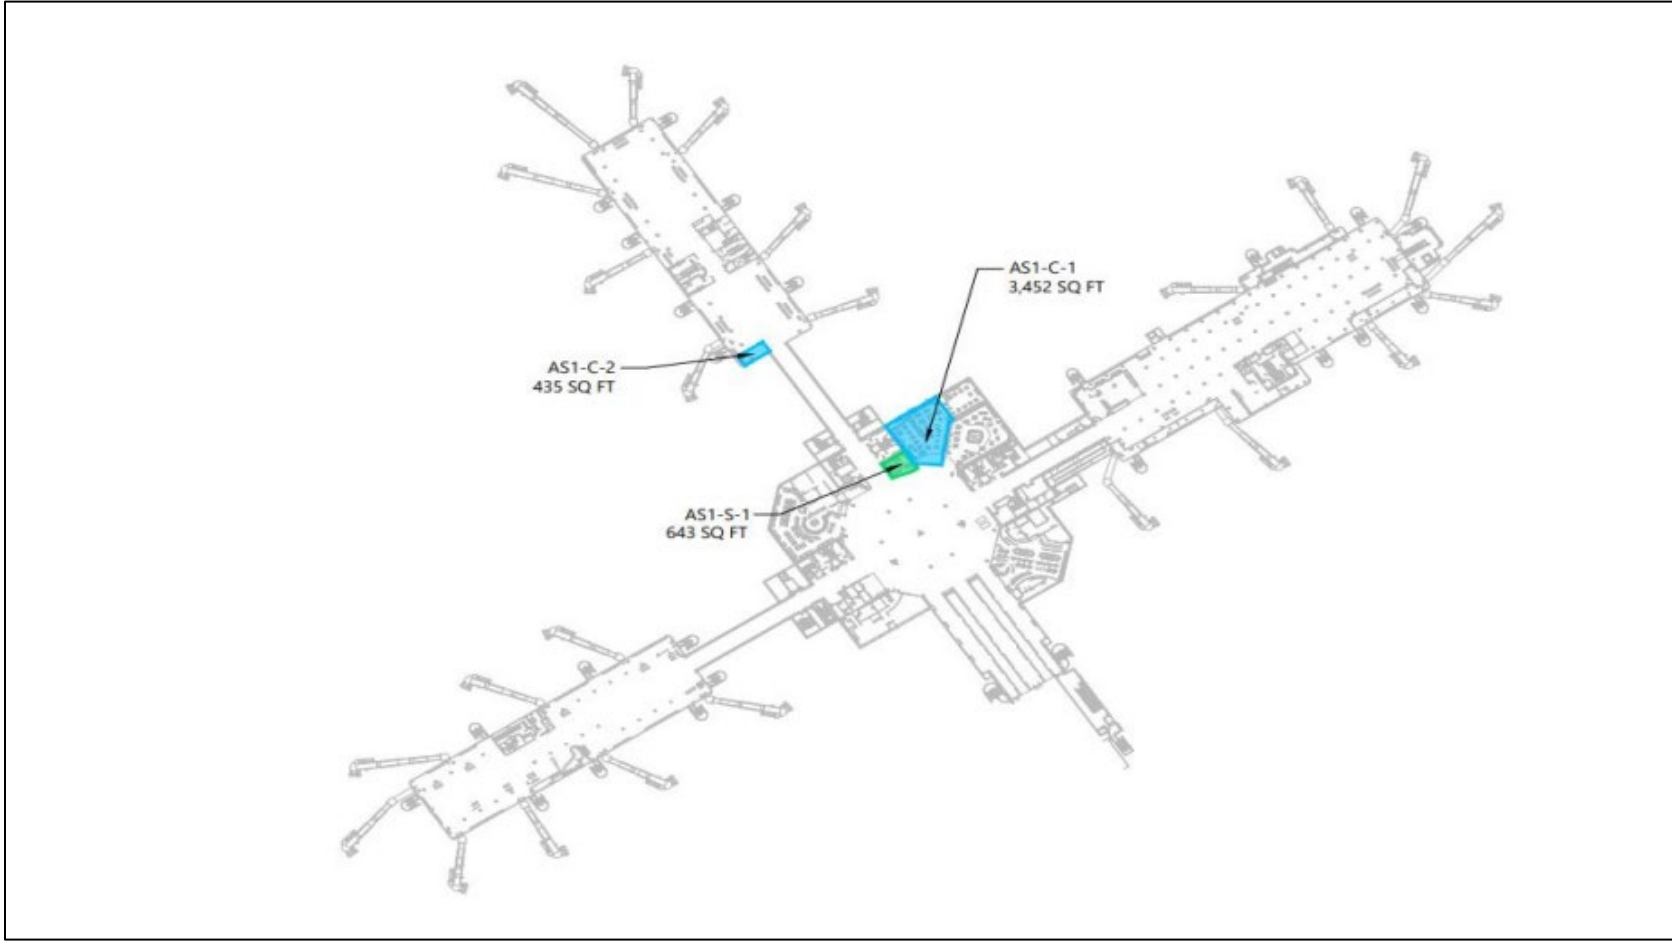 AS1-C-1
3,452 SQ FT
AS1-C-2
435 SQ FT
AS1-S-1
643 SQ FT